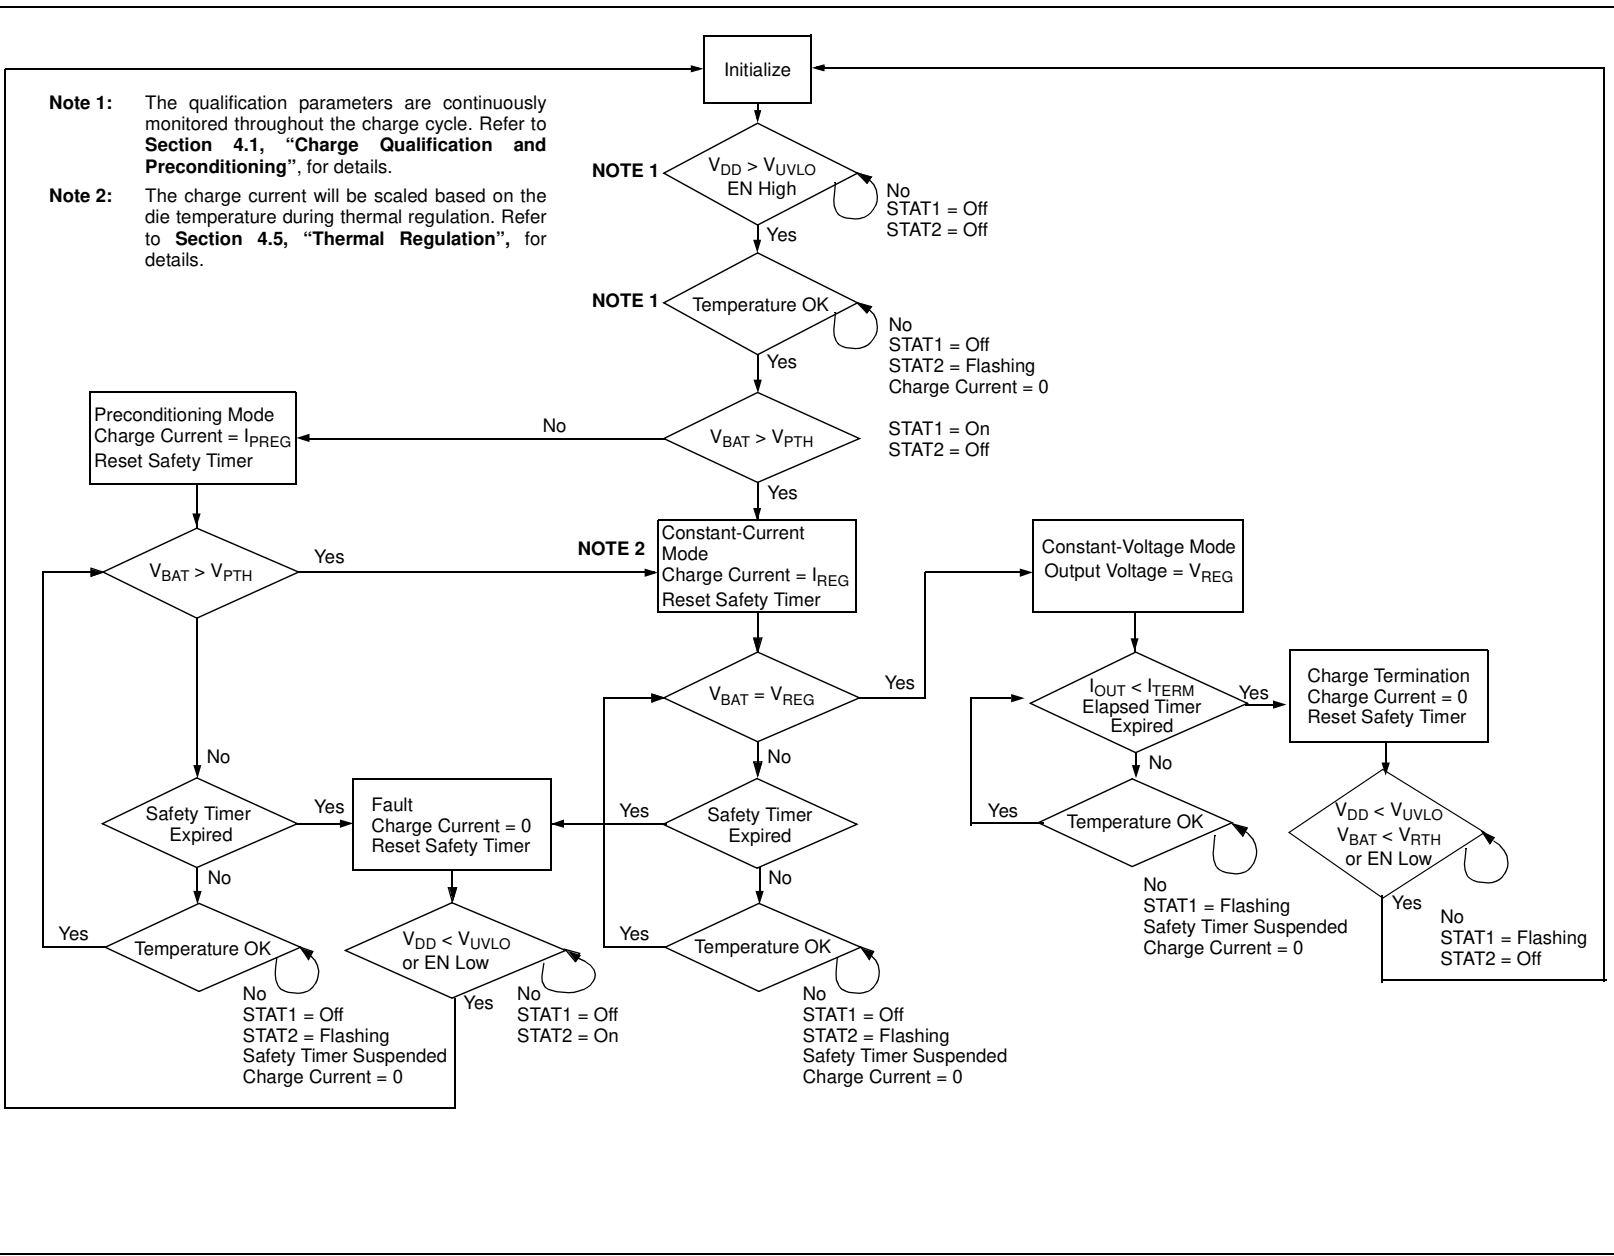 Initialize
Note 1: The qualification parameters are continuously
monitored throughout the charge cycle. Refer to
Section 4.1, “Charge Qualification and
Preconditioning”, for details.
Note 2: The charge current will be scaled based on the
die temperature during thermal regulation. Refer
to Section 4.5, “Thermal Regulation”, for
details.
NOTE 1
VDD > VUVLO
EN High
No
STAT1 = Off
STAT2 = Off
Yes
NOTE 1
Temperature OK
No
STAT1 = Off
STAT2 = Flashing
Charge Current = 0
Yes
Preconditioning Mode
Charge Current = IPREG
Reset Safety Timer
No
VBAT > VPTH
STAT1 = On
STAT2 = Off
Yes
VBAT > VPTH
Yes
NOTE 2
Constant-Current
Mode
Charge Current = IREG
Reset Safety Timer
Constant-Voltage Mode
Output Voltage = VREG
VBAT = VREG
Yes
IOUT < ITERM
Elapsed Timer
Expired
Yes
Charge Termination
Charge Current = 0
Reset Safety Timer
No
No
No
Safety Timer
Expired
Yes
Fault
Charge Current = 0
Reset Safety Timer
Yes
Safety Timer
Expired
Yes
Temperature OK
VDD < VUVLO
VBAT < VRTH
or EN Low
No
No
No
STAT1 = Flashing
Safety Timer Suspended
Charge Current = 0
Yes
No
STAT1 = Flashing
STAT2 = Off
Yes
Temperature OK
VDD < VUVLO
or EN Low
Yes
Temperature OK
No
STAT1 = Off
STAT2 = Flashing
Safety Timer Suspended
Charge Current = 0
Yes
No
STAT1 = Off
STAT2 = On
No
STAT1 = Off
STAT2 = Flashing
Safety Timer Suspended
Charge Current = 0